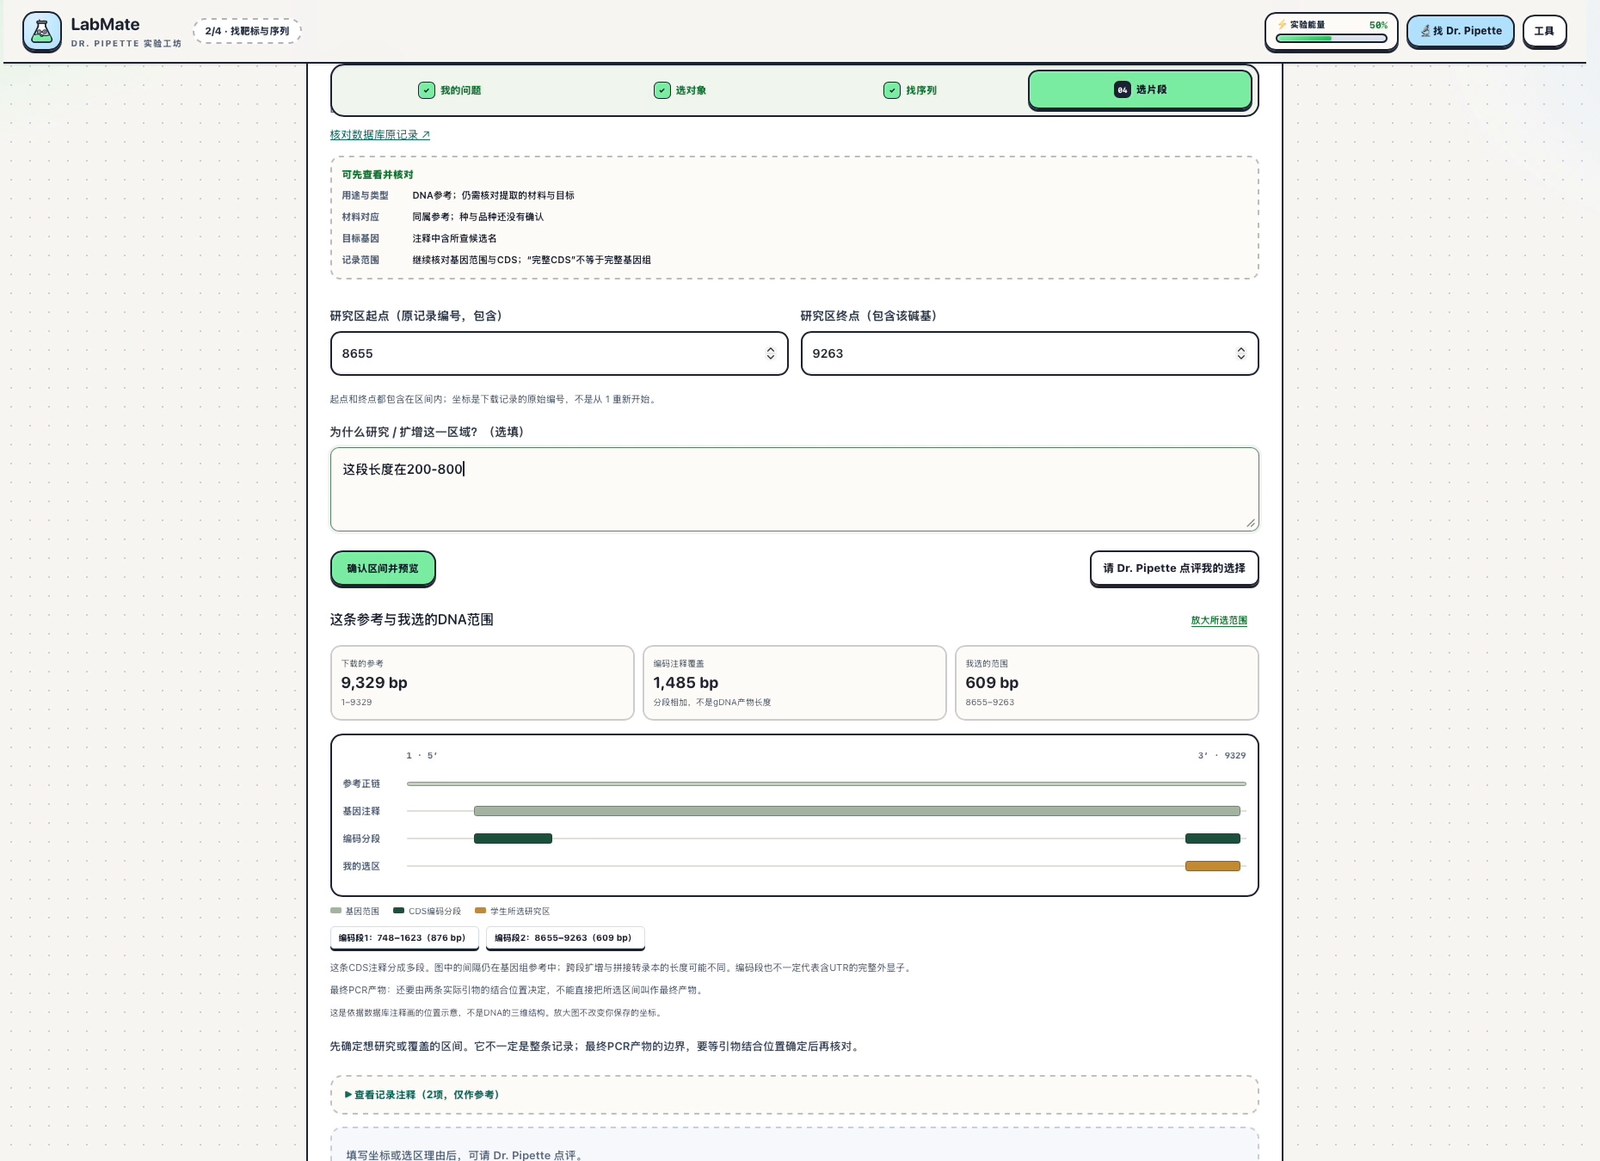 LabMate
DR. PIPETTE 实验工坊
2/4 · 找靶标与序列
⚡ 实验能量 50%
🔬 找 Dr. Pipette
工具
我的问题
选对象
找序列
04 选片段
核对数据库原记录 ↗
可先查看并核对
用途与类型 DNA参考；仍需核对提取的材料与目标
材料对应 同属参考；种与品种还没有确认
目标基因 注释中含所查候选名
记录范围 继续核对基因范围与CDS；“完整CDS”不等于完整基因组
研究区起点（原记录编号，包含） 研究区终点（包含该碱基）
8655 9263
起点和终点都包含在区间内；坐标是下载记录的原始编号，不是从 1 重新开始。
为什么研究 / 扩增这一区域？（选填）
这段长度在200-800
确认区间并预览
请 Dr. Pipette 点评我的选择
这条参考与我选的DNA范围
放大所选范围
下载的参考
9,329 bp
1–9329
编码注释覆盖
1,485 bp
分段相加，不是gDNA产物长度
我选的范围
609 bp
8655–9263
1 · 5′ 3′ · 9329
参考正链
基因注释
编码分段
我的选区
基因范围 CDS编码分段 学生所选研究区
编码段1：748–1623（876 bp） 编码段2：8655–9263（609 bp）
这条CDS注释分成多段。图中的间隔仍在基因组参考中；跨段扩增与拼接转录本的长度可能不同。编码段也不一定代表含UTR的完整外显子。
最终PCR产物：还要由两条实际引物的结合位置决定，不能直接把所选区间叫作最终产物。
这是依据数据库注释画的位置示意，不是DNA的三维结构。放大图不改变你保存的坐标。
先确定想研究或覆盖的区间。它不一定是整条记录；最终PCR产物的边界，要等引物结合位置确定后再核对。
▶ 查看记录注释（2项，仅作参考）
填写坐标或选区理由后，可请 Dr. Pipette 点评。